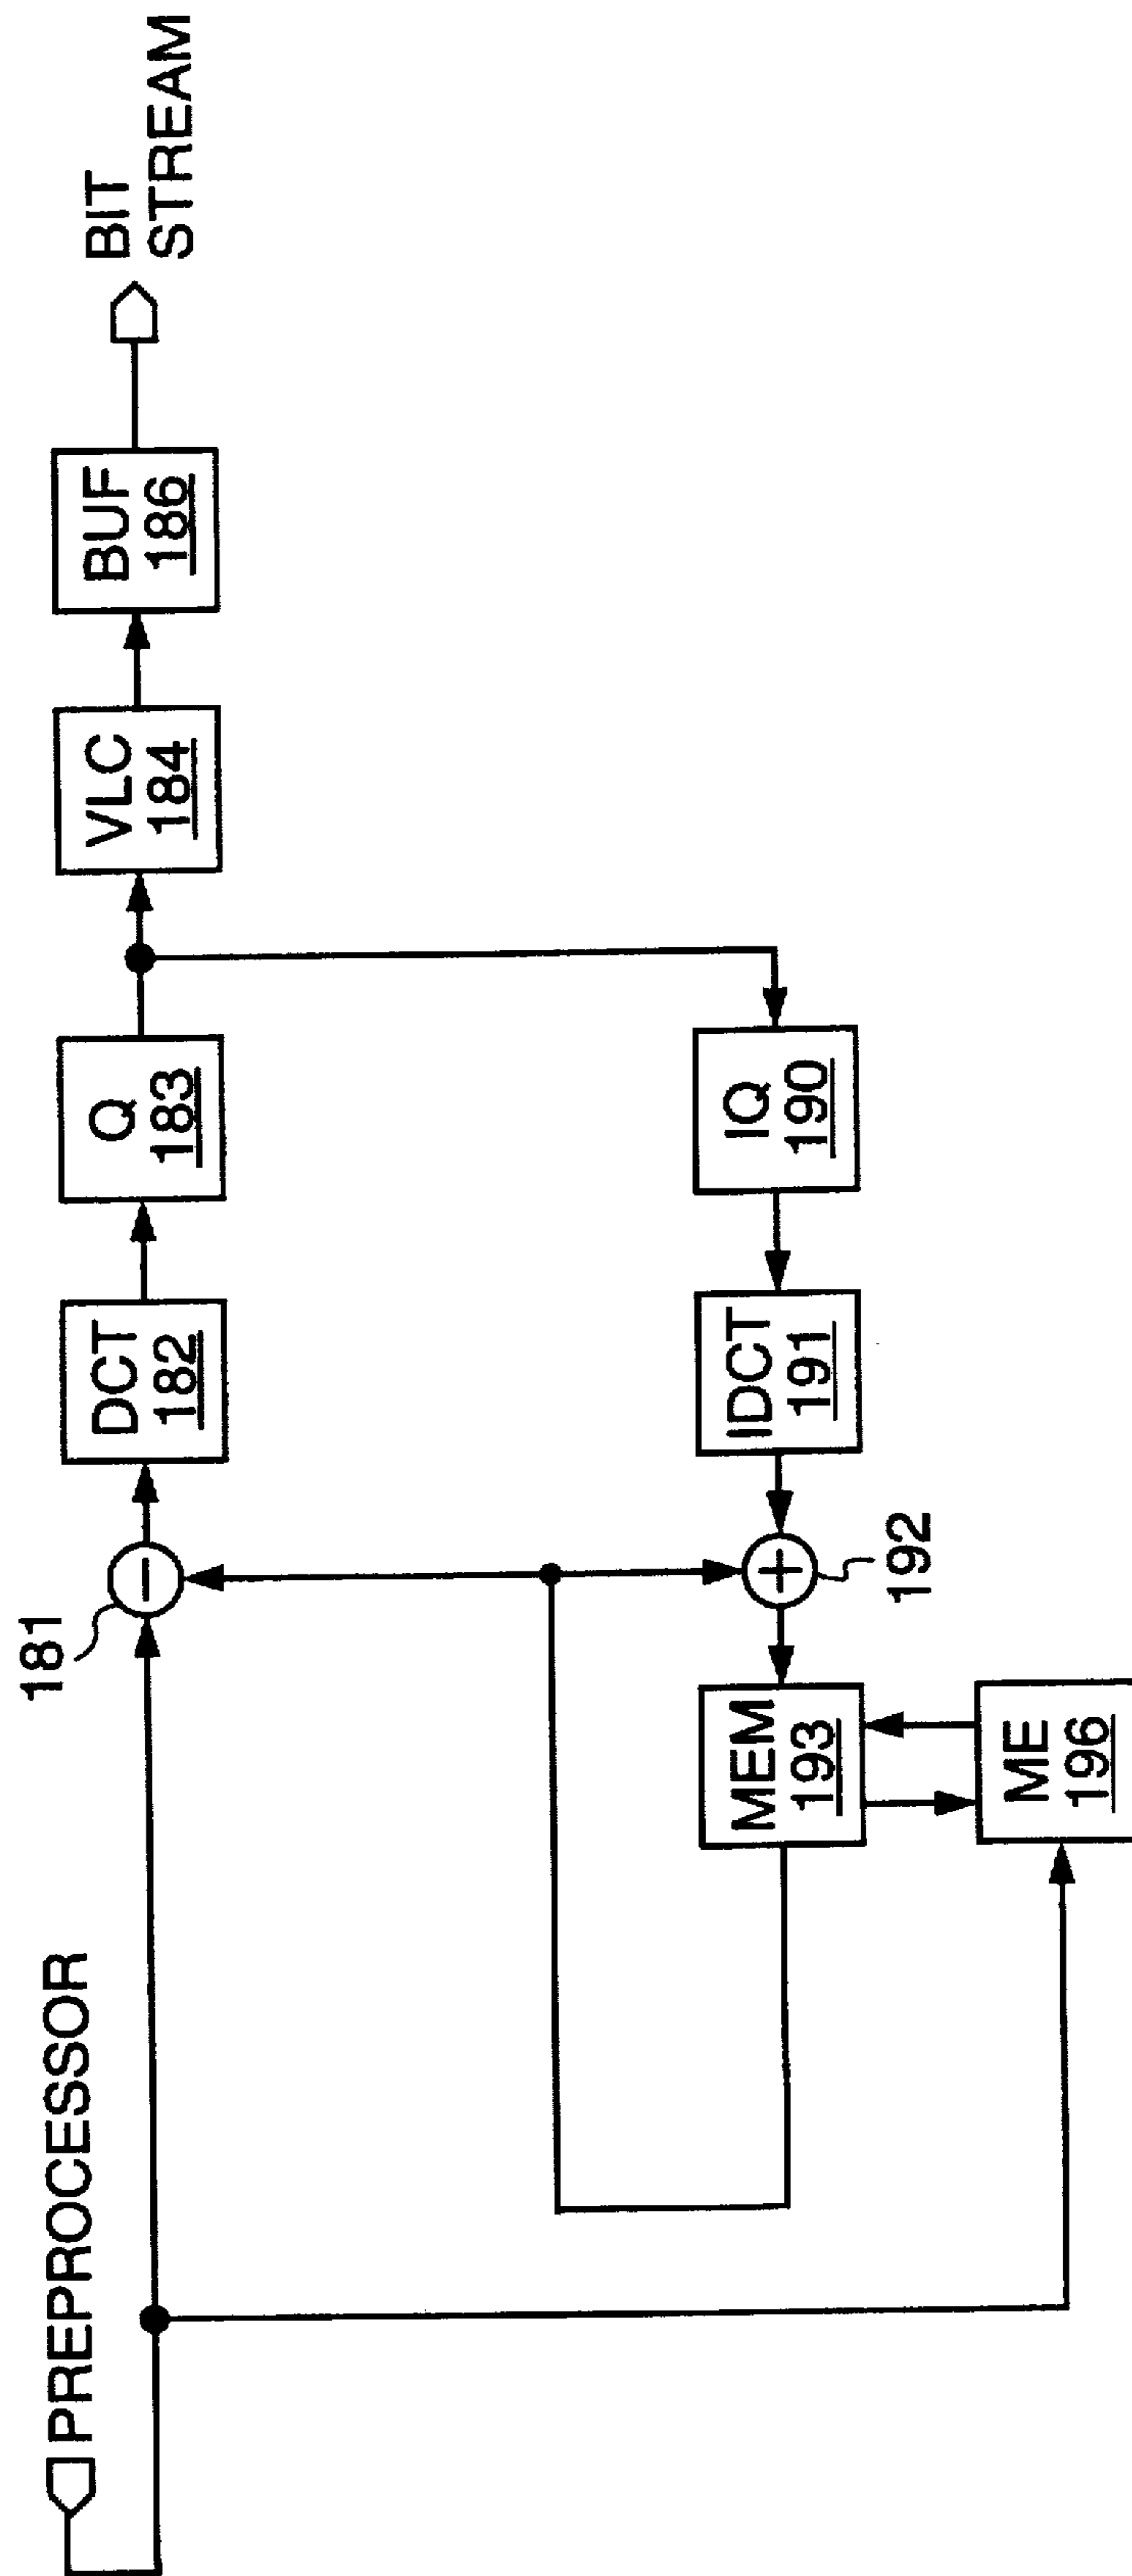 PREPROCESSOR
181
DCT
182
Q
183
VLC
184
BUF
186
BIT
STREAM
MEM
193
192
IDCT
191
IQ
190
ME
196